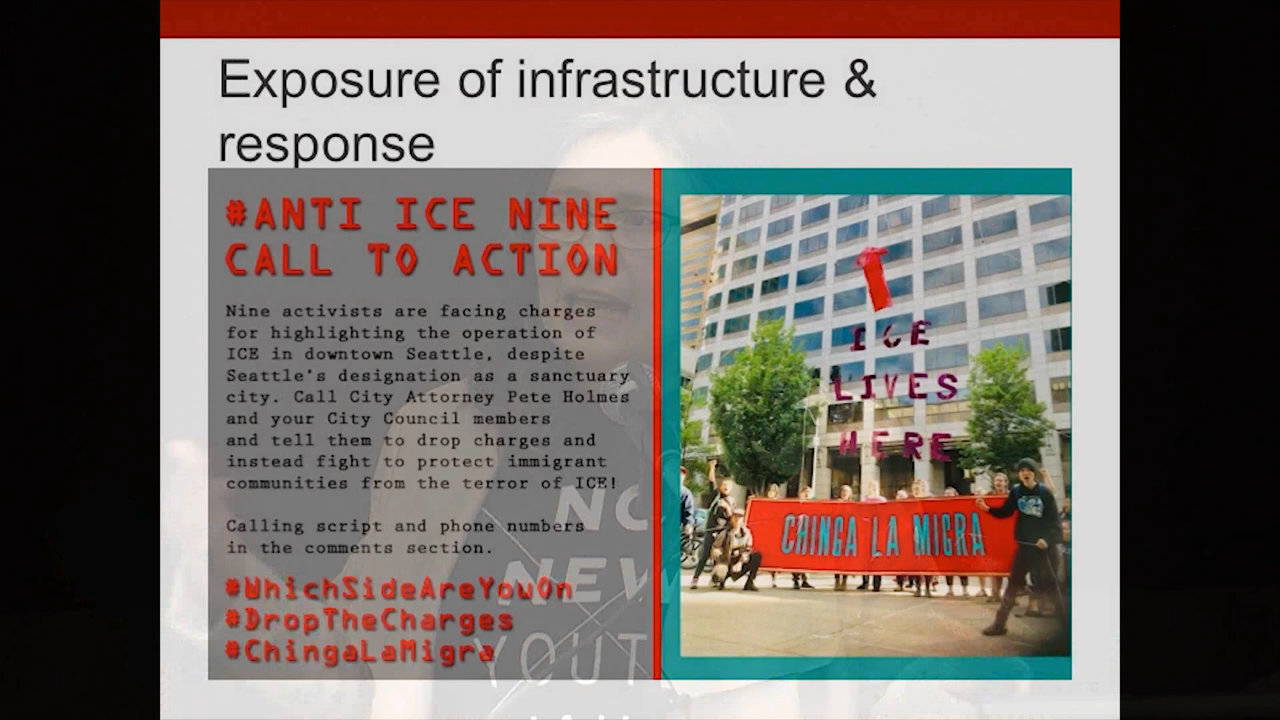 Exposure of infrastructure &
response
#ANTI ICE NINE
CALL TO ACTION
Nine activists are facing charges
for highlighting the operation of
ICE in downtown Seattle, despite
Seattle's designation as a sanctuary
city. Call City Attorney Pete Holmes
and your City Council members
and tell them to drop charges and
instead fight to protect immigrant
communities from the terror of ICE!
Calling script and phone numbers
in the comments section.
#WhichSideAreYouOn
#DropTheCharges
#ChingaLaMigra
ICE
LIVES
HERE
CHINGA LA MIGRA
NEW
YOUTH